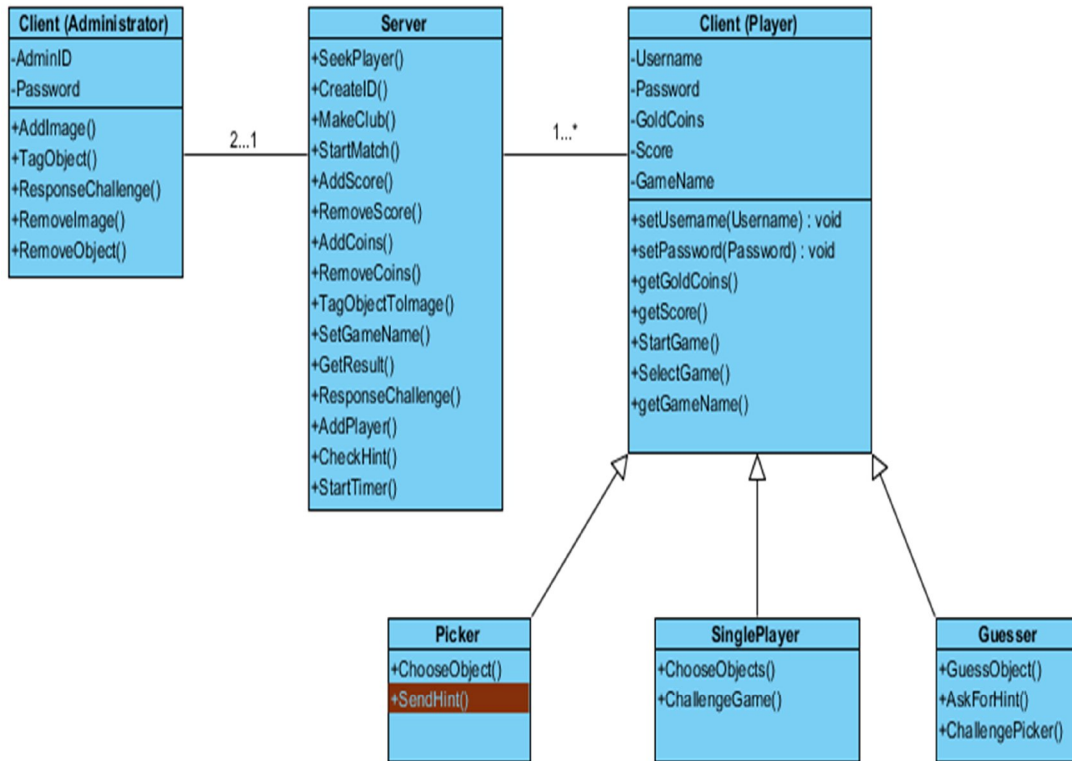 Client (Administrator)
-AdminID
-Password
+AddImage()
+TagObject()
+ResponseChallenge()
+RemoveImage()
+RemoveObject()
2...1
Server
+SeekPlayer()
+CreateID()
+MakeClub()
+StartMatch()
+AddScore()
+RemoveScore()
+AddCoins()
+RemoveCoins()
+TagObjectToImage()
+SetGameName()
+GetResult()
+ResponseChallenge()
+AddPlayer()
+CheckHint()
+StartTimer()
1...*
Client (Player)
-Username
-Password
-GoldCoins
-Score
-GameName
+setUsername(Username) : void
+setPassword(Password) : void
+getGoldCoins()
+getScore()
+StartGame()
+SelectGame()
+getGameName()
Picker
+ChooseObject()
+SendHint()
SinglePlayer
+ChooseObjects()
+ChallengeGame()
Guesser
+GuessObject()
+AskForHint()
+ChallengePicker()